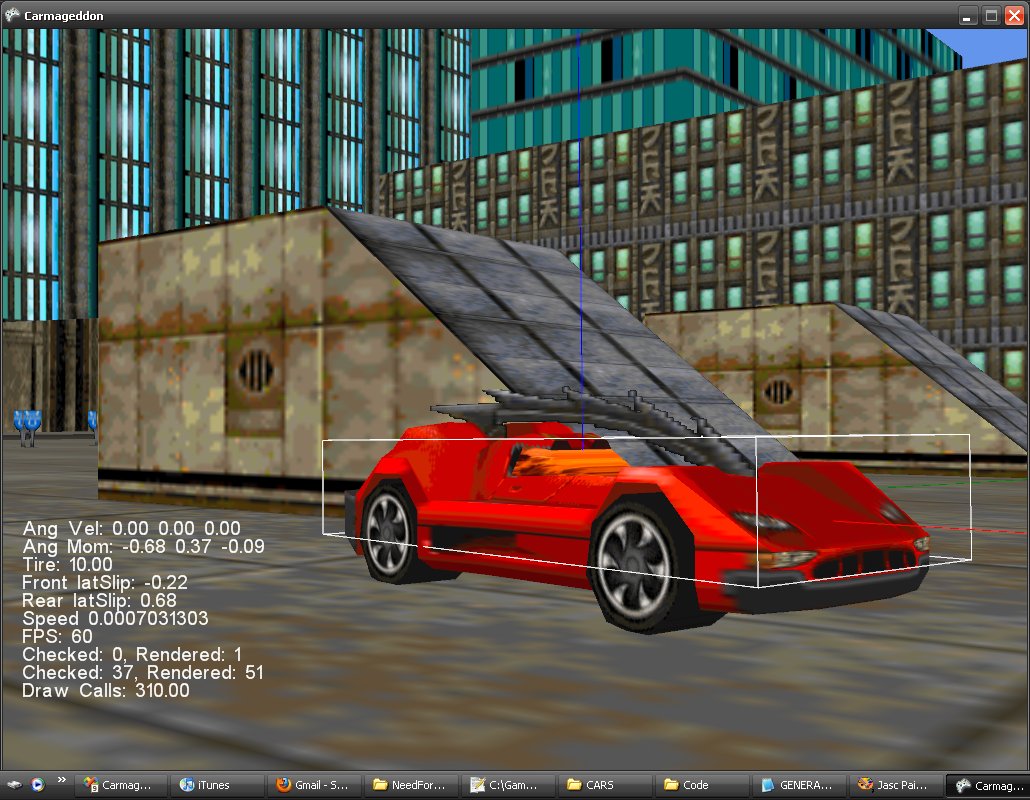 Carmageddon
Ang Vel: 0.00 0.00 0.00
Ang Mom: -0.68 0.37 -0.09
Tire: 10.00
Front latSlip: -0.22
Rear latSlip: 0.68
Speed 0.0007031303
FPS: 60
Checked: 0, Rendered: 1
Checked: 37, Rendered: 51
Draw Calls: 310.00
» Carmag... iTunes Gmail - S... NeedFor... C:\Gam... CARS Code GENERA... Jasc Pai... Carmag...